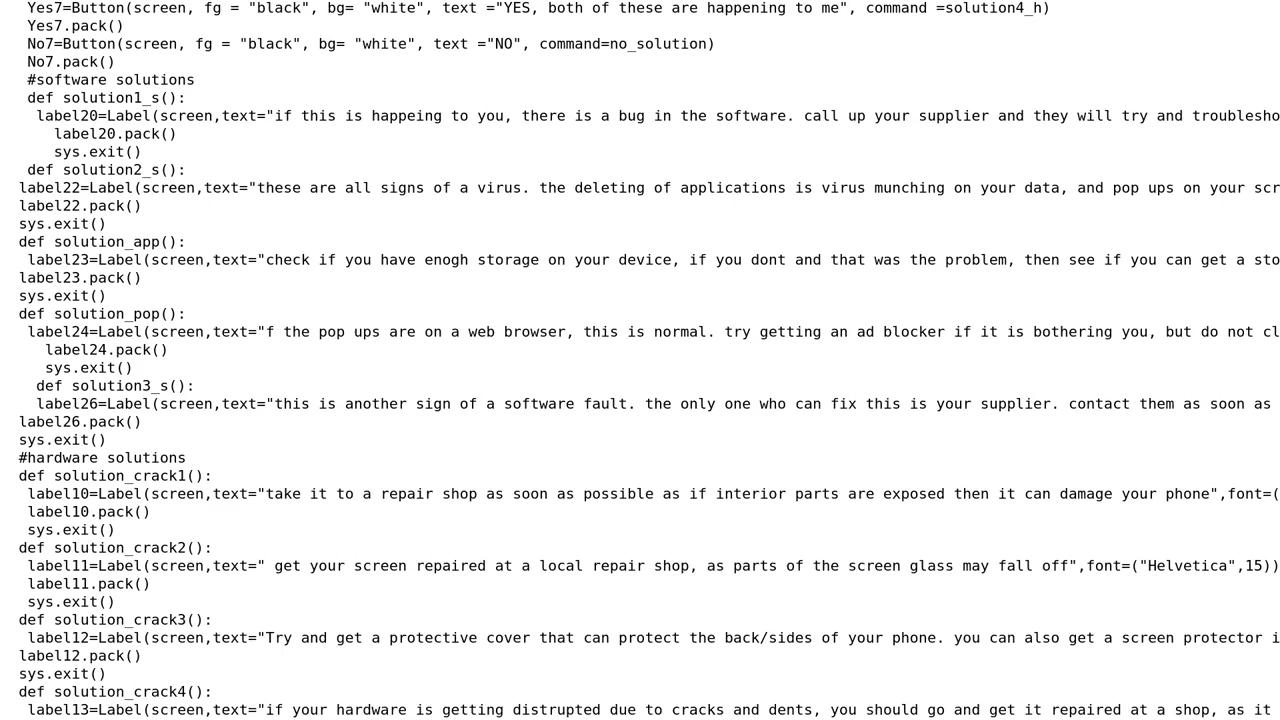 Yes7=Button(screen, fg = "black", bg= "white", text ="YES, both of these are happening to me", command =solution4_h)
Yes7.pack()
No7=Button(screen, fg = "black", bg= "white", text ="NO", command=no_solution)
No7.pack()
#software solutions
def solution1_s():
label20=Label(screen,text="if this is happeing to you, there is a bug in the software. call up your supplier and they will try and troublesho
label20.pack()
sys.exit()
def solution2_s():
label22=Label(screen,text="these are all signs of a virus. the deleting of applications is virus munching on your data, and pop ups on your scr
label22.pack()
sys.exit()
def solution_app():
label23=Label(screen,text="check if you have enogh storage on your device, if you dont and that was the problem, then see if you can get a sto
label23.pack()
sys.exit()
def solution_pop():
label24=Label(screen,text="f the pop ups are on a web browser, this is normal. try getting an ad blocker if it is bothering you, but do not cl
label24.pack()
sys.exit()
def solution3_s():
label26=Label(screen,text="this is another sign of a software fault. the only one who can fix this is your supplier. contact them as soon as
label26.pack()
sys.exit()
#hardware solutions
def solution_crack1():
label10=Label(screen,text="take it to a repair shop as soon as possible as if interior parts are exposed then it can damage your phone",font=(
label10.pack()
sys.exit()
def solution_crack2():
label11=Label(screen,text=" get your screen repaired at a local repair shop, as parts of the screen glass may fall off",font=("Helvetica",15))
label11.pack()
sys.exit()
def solution_crack3():
label12=Label(screen,text="Try and get a protective cover that can protect the back/sides of your phone. you can also get a screen protector i
label12.pack()
sys.exit()
def solution_crack4():
label13=Label(screen,text="if your hardware is getting distrupted due to cracks and dents, you should go and get it repaired at a shop, as it